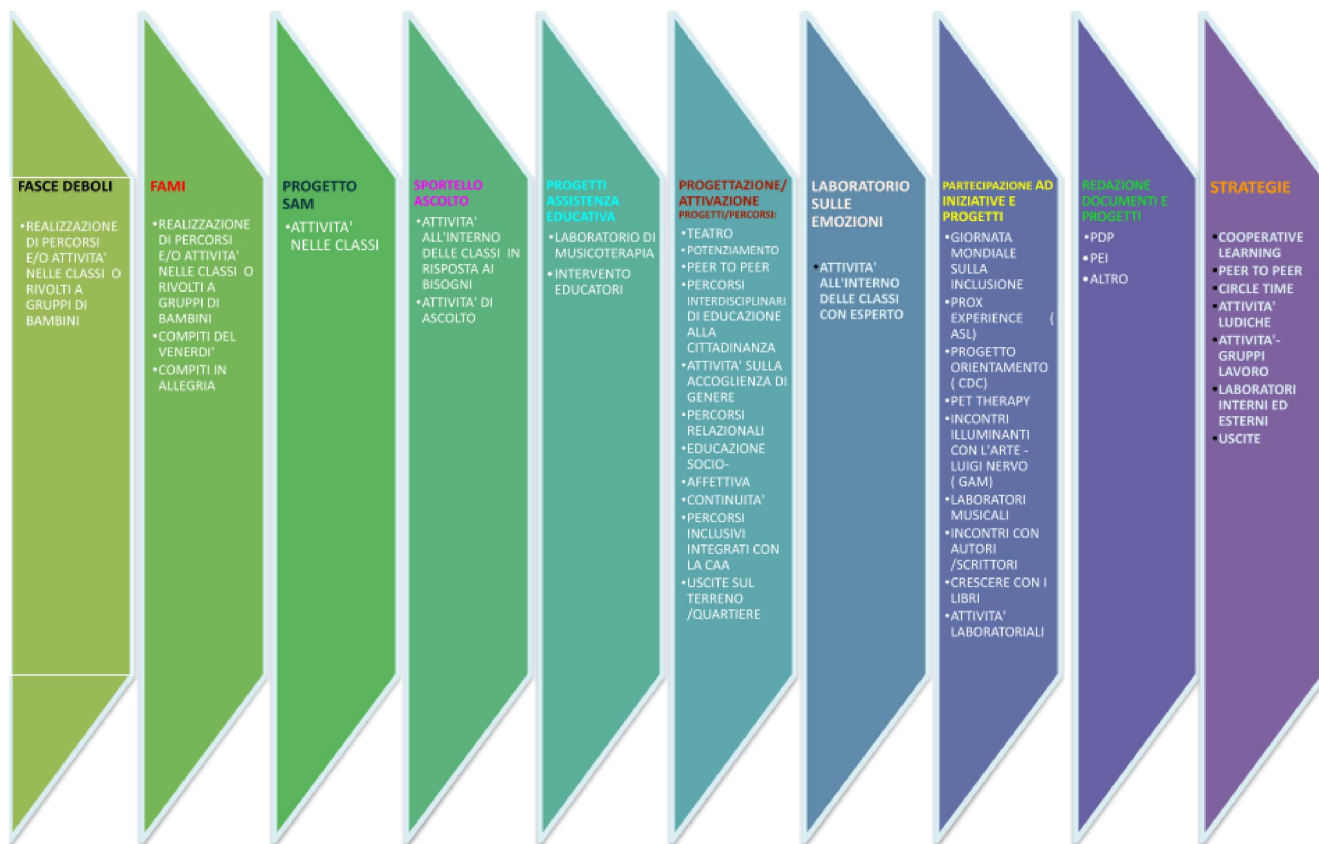 FASCE DEBOLI
•REALIZZAZIONE
DI PERCORSI
E/O ATTIVITA'
NELLE CLASSI O
RIVOLTI A
GRUPPI DI
BAMBINI
FAMI
•REALIZZAZIONE
DI PERCORSI
E/O ATTIVITA'
NELLE CLASSI O
RIVOLTI A
GRUPPI DI
BAMBINI
•COMPITI DEL
VENERDI'
•COMPITI IN
ALLEGRIA
PROGETTO
SAM
•ATTIVITA'
NELLE CLASSI
SPORTELLO
ASCOLTO
•ATTIVITA'
ALL'INTERNO
DELLE CLASSI IN
RISPOSTA AI
BISOGNI
•ATTIVITA' DI
ASCOLTO
PROGETTI
ASSISTENZA
EDUCATIVA
•LABORATORIO DI
MUSICOTERAPIA
•INTERVENTO
EDUCATORI
PROGETTAZIONE/
ATTIVAZIONE
PROGETTI/PERCORSI:
•TEATRO
•POTENZIAMENTO
•PEER TO PEER
•PERCORSI
INTERDISCIPLINARI
DI EDUCAZIONE
ALLA
CITTADINANZA
•ATTIVITA' SULLA
ACCOGLIENZA DI
GENERE
•PERCORSI
RELAZIONALI
•EDUCAZIONE
SOCIO-
•AFFETTIVA
•CONTINUITA'
•PERCORSI
INCLUSIVI
INTEGRATI CON
LA CAA
•USCITE SUL
TERRENO
/QUARTIERE
LABORATORIO
SULLE
EMOZIONI
•ATTIVITA'
ALL'INTERNO
DELLE CLASSI
CON ESPERTO
PARTECIPAZIONE AD
INIZIATIVE E
PROGETTI
•GIORNATA
MONDIALE
SULLA
INCLUSIONE
•PROX
EXPERIENCE (
ASL)
•PROGETTO
ORIENTAMENTO
( CDC)
•PET THERAPY
•INCONTRI
ILLUMINANTI
CON L'ARTE -
LUIGI NERVO
( GAM)
•LABORATORI
MUSICALI
•INCONTRI CON
AUTORI
/SCRITTORI
•CRESCERE CON I
LIBRI
•ATTIVITA'
LABORATORIALI
REDAZIONE
DOCUMENTI E
PROGETTI
•PDP
•PEI
•ALTRO
STRATEGIE
•COOPERATIVE
LEARNING
•PEER TO PEER
•CIRCLE TIME
•ATTIVITA'
LUDICHE
•ATTIVITA'-
GRUPPI
LAVORO
•LABORATORI
INTERNI ED
ESTERNI
•USCITE